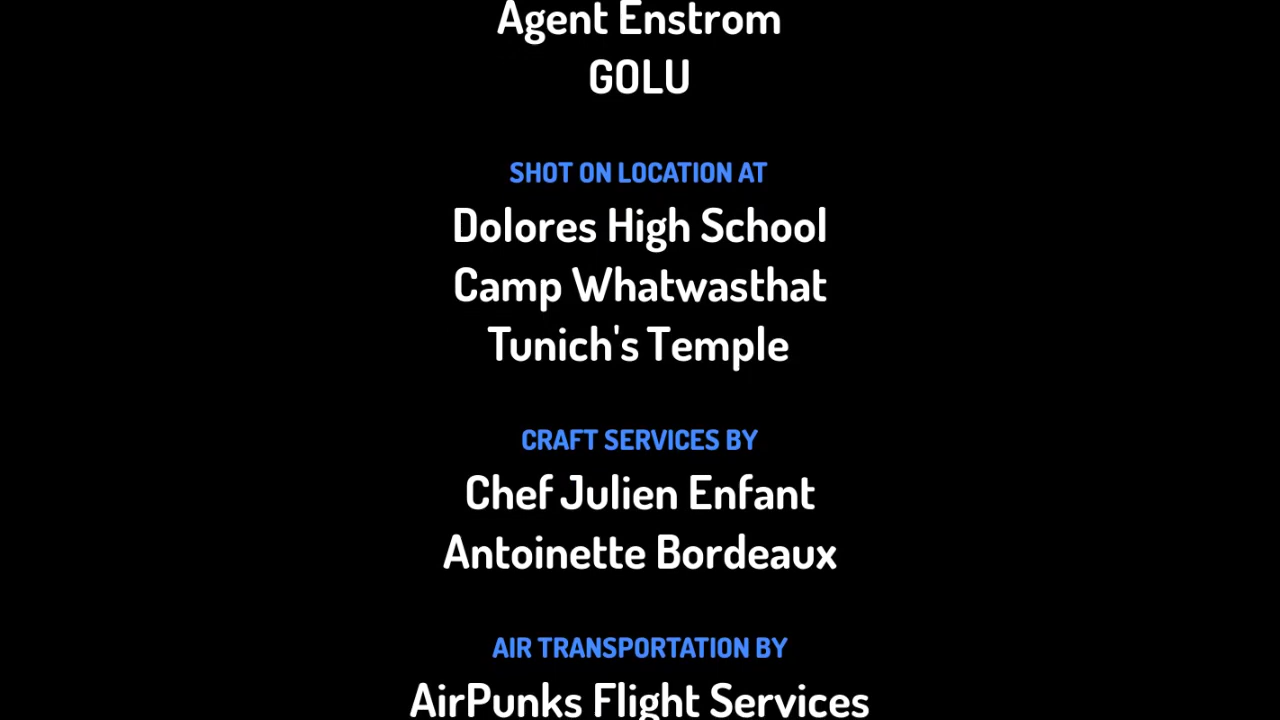 Agent Enstrom
GOLU
SHOT ON LOCATION AT
Dolores High School
Camp Whatwasthat
Tunich's Temple
CRAFT SERVICES BY
Chef Julien Enfant
Antoinette Bordeaux
AIR TRANSPORTATION BY
AirPunks Flight Services